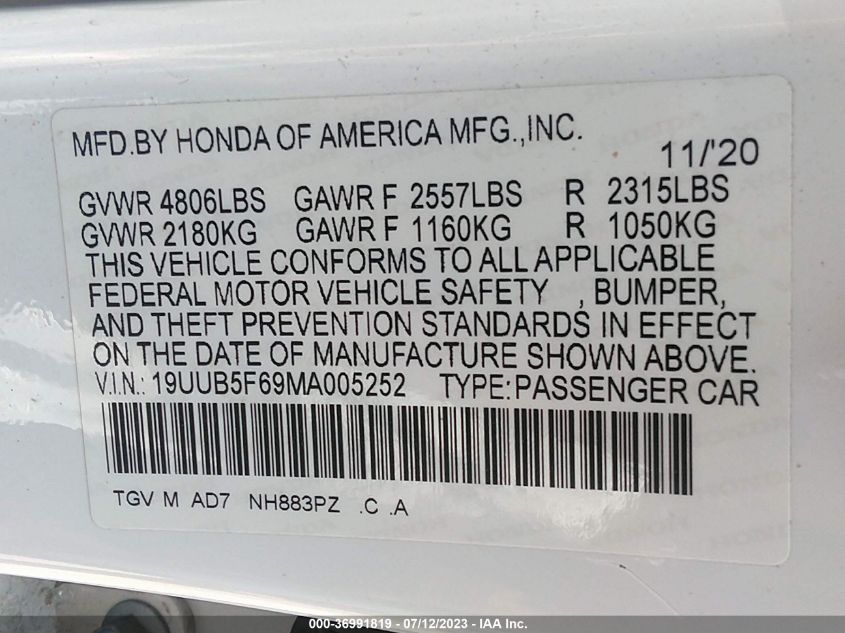 MFD.BY HONDA OF AMERICA MFG.,INC.
11/'20
GVWR 4806LBS GAWR F 2557LBS R 2315LBS
GVWR 2180KG GAWR F 1160KG R 1050KG
THIS VEHICLE CONFORMS TO ALL APPLICABLE
FEDERAL MOTOR VEHICLE SAFETY , BUMPER,
AND THEFT PREVENTION STANDARDS IN EFFECT
ON THE DATE OF MANUFACTURE SHOWN ABOVE.
V.I.N.: 19UUB5F69MA005252 TYPE:PASSENGER CAR
TGV M AD7 NH883PZ .C .A
000-36991819 / 07/12/2023 - IAA Inc.